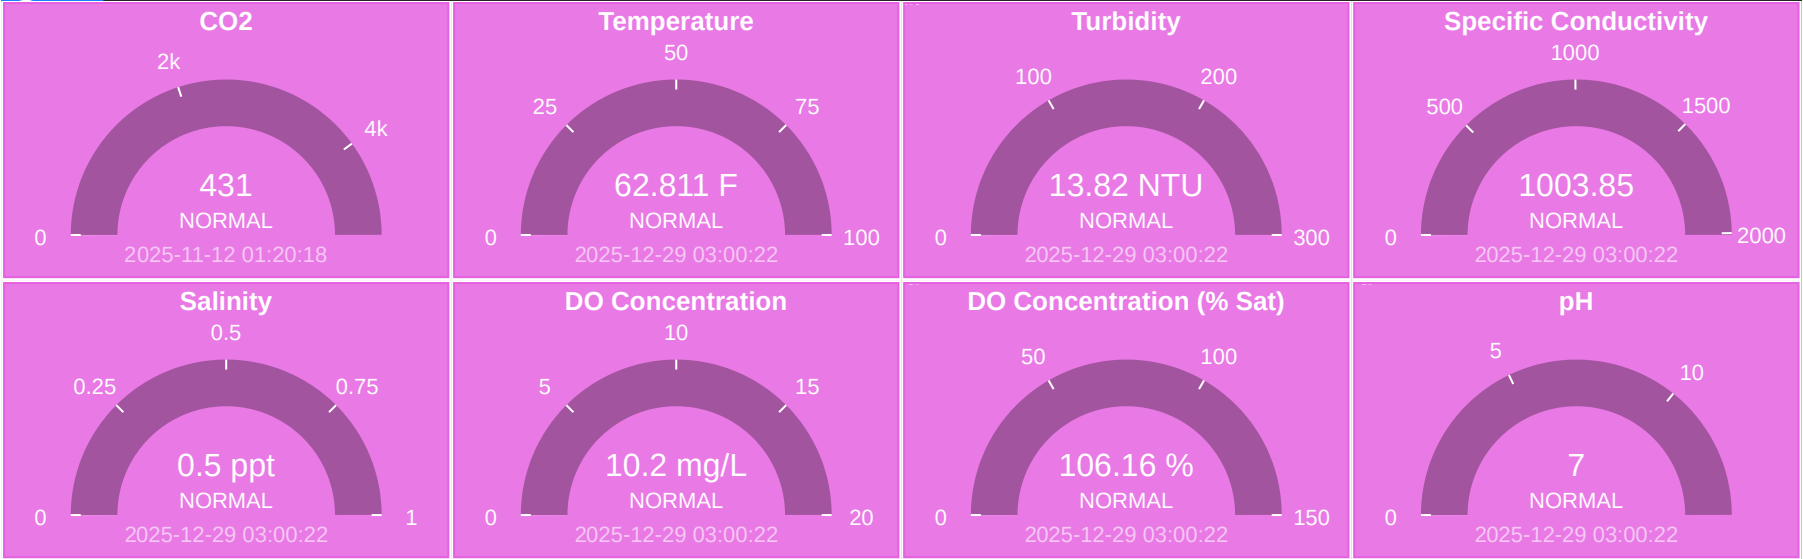 CO2
2k
4k
0
431
NORMAL
2025-11-12 01:20:18
Temperature
50
25
75
0
100
62.811 F
NORMAL
2025-12-29 03:00:22
Turbidity
100
200
0
300
13.82 NTU
NORMAL
2025-12-29 03:00:22
Specific Conductivity
1000
500
1500
0
2000
1003.85
NORMAL
2025-12-29 03:00:22
Salinity
0.5
0.25
0.75
0
1
0.5 ppt
NORMAL
2025-12-29 03:00:22
DO Concentration
10
5
15
0
20
10.2 mg/L
NORMAL
2025-12-29 03:00:22
DO Concentration (% Sat)
50
100
0
150
106.16 %
NORMAL
2025-12-29 03:00:22
pH
5
10
0
7
NORMAL
2025-12-29 03:00:22